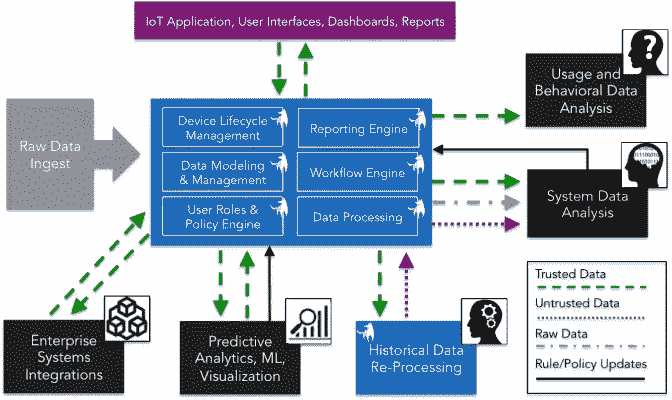 IoT Application, User Interfaces, Dashboards, Reports
Usage and
Behavioral Data
Analysis
Raw Data
Ingest
Device Lifecycle
Management
Reporting Engine
Data Modeling
& Management
Workflow Engine
User Roles &
Policy Engine
Data Processing
System Data
Analysis
Enterprise
Systems
Integrations
Predictive
Analytics, ML,
Visualization
Historical Data
Re-Processing
Trusted Data
Untrusted Data
Raw Data
Rule/Policy Updates